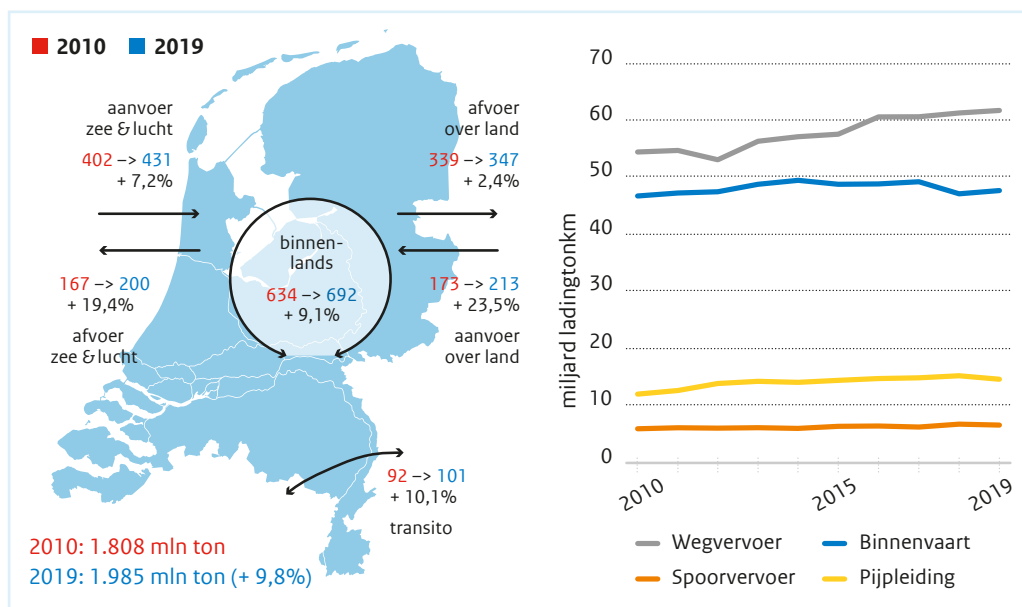 2010 2019
aanvoer
zee & lucht
402 –> 431
+ 7,2%
afvoer
over land
339 –> 347
+ 2,4%
binnen-
lands
634 –> 692
+ 9,1%
167 –> 200
+ 19,4%
afvoer
zee & lucht
173 –> 213
+ 23,5%
aanvoer
over land
92 –> 101
+ 10,1%
transito
2010: 1.808 mln ton
2019: 1.985 mln ton (+ 9,8%)
miljard ladingtonkm
70
60
50
40
30
20
10
0
2010 2015 2019
Wegvervoer Binnenvaart
Spoorvervoer Pijpleiding